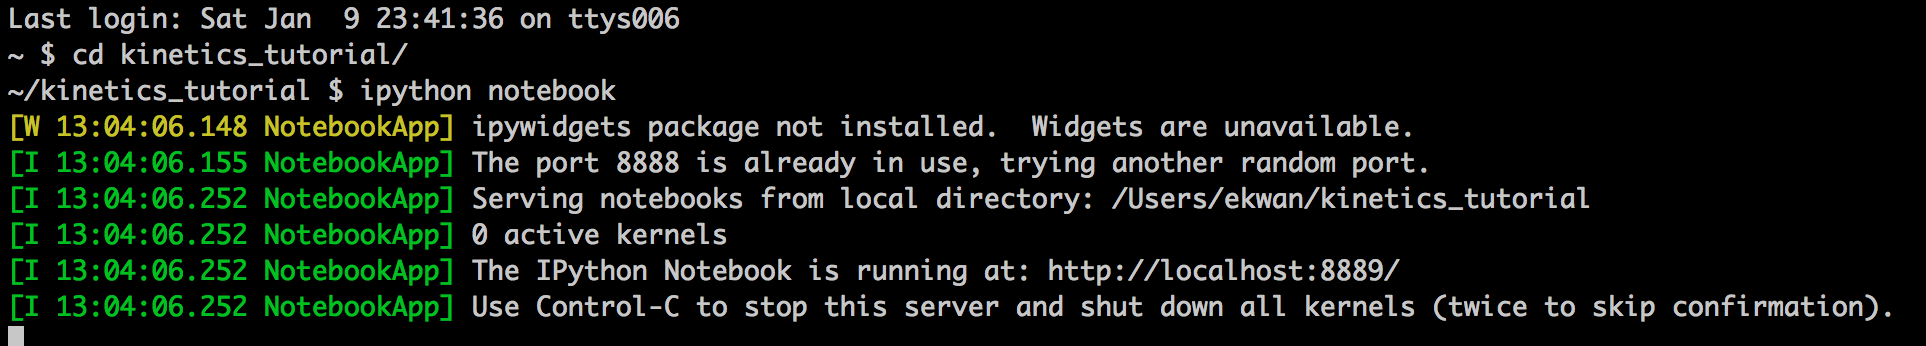 Last login: Sat Jan  9 23:41:36 on ttys006
~ $ cd kinetics_tutorial/
~/kinetics_tutorial $ ipython notebook
[W 13:04:06.148 NotebookApp] ipywidgets package not installed.  Widgets are unavailable.
[I 13:04:06.155 NotebookApp] The port 8888 is already in use, trying another random port.
[I 13:04:06.252 NotebookApp] Serving notebooks from local directory: /Users/ekwan/kinetics_tutorial
[I 13:04:06.252 NotebookApp] 0 active kernels
[I 13:04:06.252 NotebookApp] The IPython Notebook is running at: http://localhost:8889/
[I 13:04:06.252 NotebookApp] Use Control-C to stop this server and shut down all kernels (twice to skip confirmation).